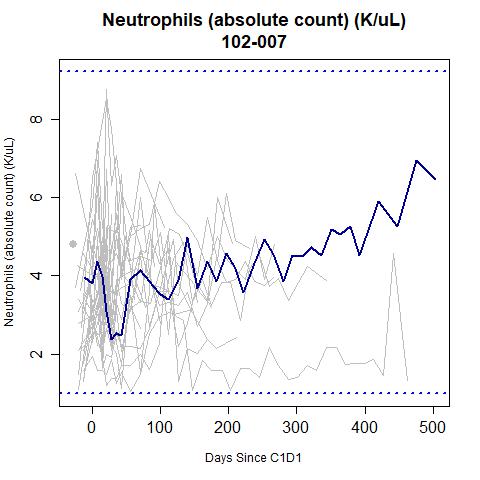 Neutrophils (absolute count) (K/uL)
102-007
Neutrophils (absolute count) (K/uL)
8
6
4
2
0 100 200 300 400 500
Days Since C1D1